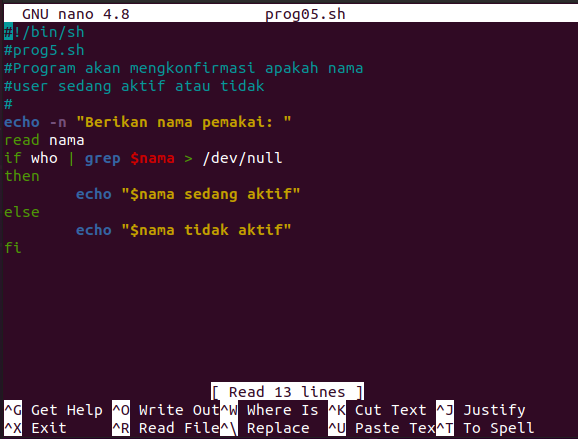 GNU nano 4.8 prog05.sh
#!/bin/sh
#prog5.sh
#Program akan mengkonfirmasi apakah nama
#user sedang aktif atau tidak
#
echo -n "Berikan nama pemakai: "
read nama
if who | grep $nama > /dev/null
then
        echo "$nama sedang aktif"
else
        echo "$nama tidak aktif"
fi
[ Read 13 lines ]
^G Get Help ^O Write Out ^W Where Is ^K Cut Text ^J Justify
^X Exit ^R Read File ^\ Replace ^U Paste Tex ^T To Spell